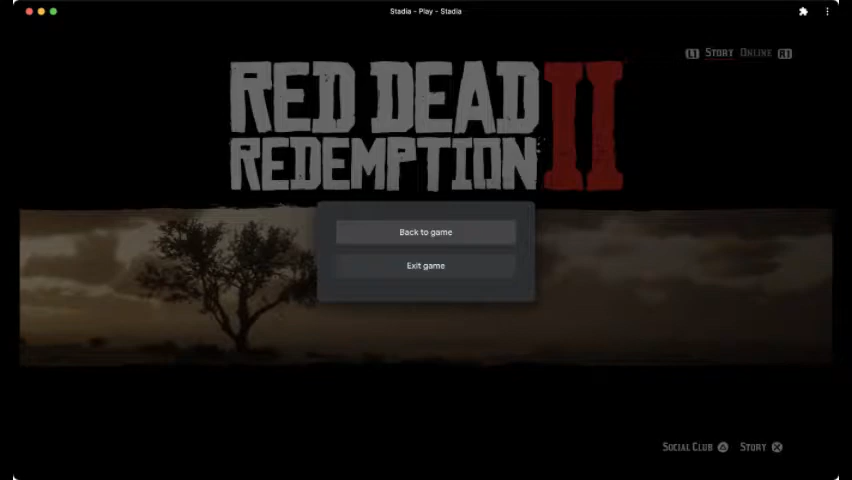 Stadia - Play - Stadia
L1 STORY ONLINE R1
RED DEAD
REDEMPTION II
Back to game
Exit game
SOCIAL CLUB STORY